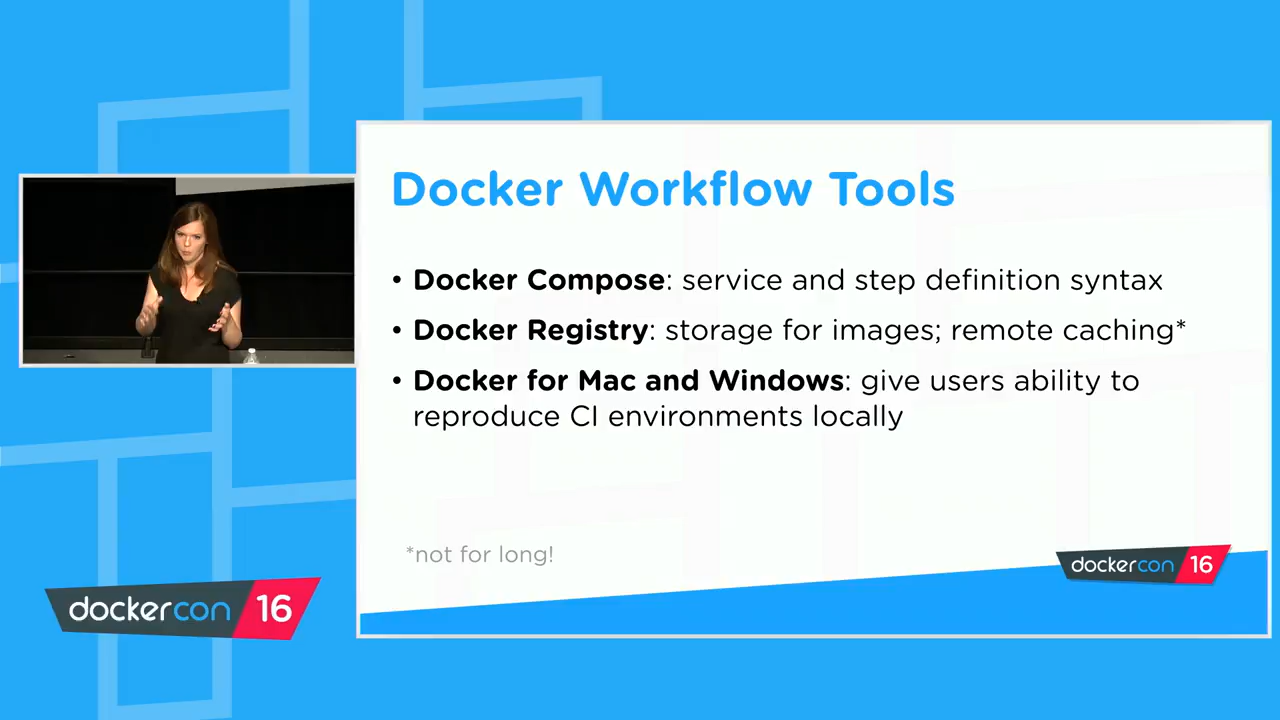 Docker Workflow Tools
• Docker Compose: service and step definition syntax
• Docker Registry: storage for images; remote caching*
• Docker for Mac and Windows: give users ability to
reproduce CI environments locally
*not for long!
dockercon 16
dockercon 16